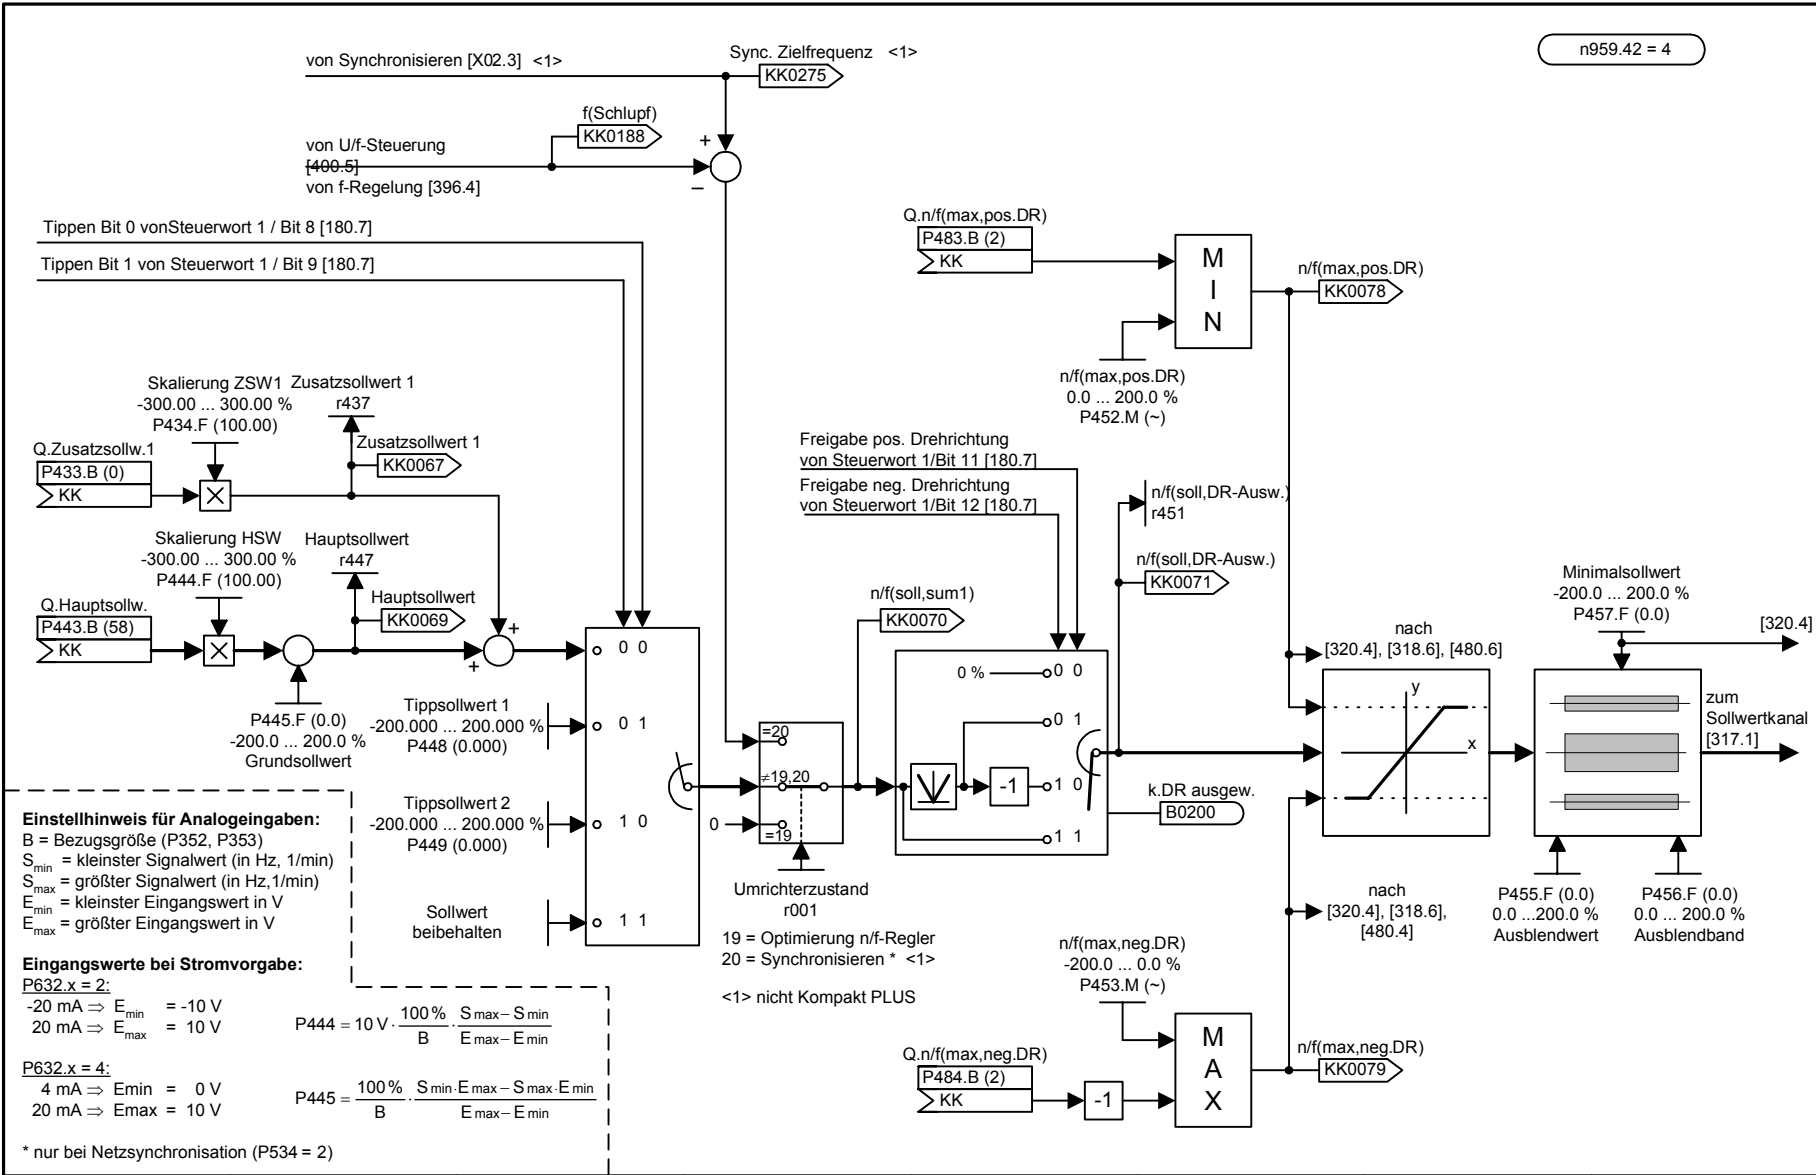 n959.42 = 4
von Synchronisieren [X02.3] <1>
Sync. Zielfrequenz <1>
KK0275
f(Schlupf)
KK0188
von U/f-Steuerung
[400.5]
von f-Regelung [396.4]
+
−
Tippen Bit 0 vonSteuerwort 1 / Bit 8 [180.7]
Tippen Bit 1 von Steuerwort 1 / Bit 9 [180.7]
Q.n/f(max,pos.DR)
P483.B (2)
KK
M
I
N
n/f(max,pos.DR)
KK0078
n/f(max,pos.DR)
0.0 ... 200.0 %
P452.M (~)
Skalierung ZSW1
-300.00 ... 300.00 %
P434.F (100.00)
Zusatzsollwert 1
r437
Q.Zusatzsollw.1
P433.B (0)
KK
Zusatzsollwert 1
KK0067
Skalierung HSW
-300.00 ... 300.00 %
P444.F (100.00)
Hauptsollwert
r447
Q.Hauptsollw.
P443.B (58)
KK
Hauptsollwert
KK0069
+
+
P445.F (0.0)
-200.0 ... 200.0 %
Grundsollwert
0 0
Tippsollwert 1
-200.000 ... 200.000 %
P448 (0.000)
0 1
Tippsollwert 2
-200.000 ... 200.000 %
P449 (0.000)
1 0
Sollwert
beibehalten
1 1
=20
≠19,20
0
=19
Umrichterzustand
r001
19 = Optimierung n/f-Regler
20 = Synchronisieren * <1>
<1> nicht Kompakt PLUS
Freigabe pos. Drehrichtung
von Steuerwort 1/Bit 11 [180.7]
Freigabe neg. Drehrichtung
von Steuerwort 1/Bit 12 [180.7]
n/f(soll,sum1)
KK0070
0 %
0 0
0 1
-1
1 0
1 1
n/f(soll,DR-Ausw.)
r451
n/f(soll,DR-Ausw.)
KK0071
k.DR ausgew.
B0200
nach
[320.4], [318.6], [480.6]
y
x
Minimalsollwert
-200.0 ... 200.0 %
P457.F (0.0)
[320.4]
zum
Sollwertkanal
[317.1]
P455.F (0.0)
0.0 ...200.0 %
Ausblendwert
P456.F (0.0)
0.0 ... 200.0 %
Ausblendband
nach
[320.4], [318.6],
[480.4]
n/f(max,neg.DR)
-200.0 ... 0.0 %
P453.M (~)
Q.n/f(max,neg.DR)
P484.B (2)
KK
-1
M
A
X
n/f(max,neg.DR)
KK0079
Einstellhinweis für Analogeingaben:
B = Bezugsgröße (P352, P353)
Smin = kleinster Signalwert (in Hz, 1/min)
Smax = größter Signalwert (in Hz,1/min)
Emin = kleinster Eingangswert in V
Emax = größter Eingangswert in V
Eingangswerte bei Stromvorgabe:
P632.x = 2:
-20 mA ⇒ Emin = -10 V
20 mA ⇒ Emax = 10 V
P632.x = 4:
4 mA ⇒ Emin = 0 V
20 mA ⇒ Emax = 10 V
P444 = 10 V · 100 % / B · Smax − Smin / Emax − Emin
P445 = 100 % / B · Smin · Emax − Smax · Emin / Emax − Emin
* nur bei Netzsynchronisation (P534 = 2)